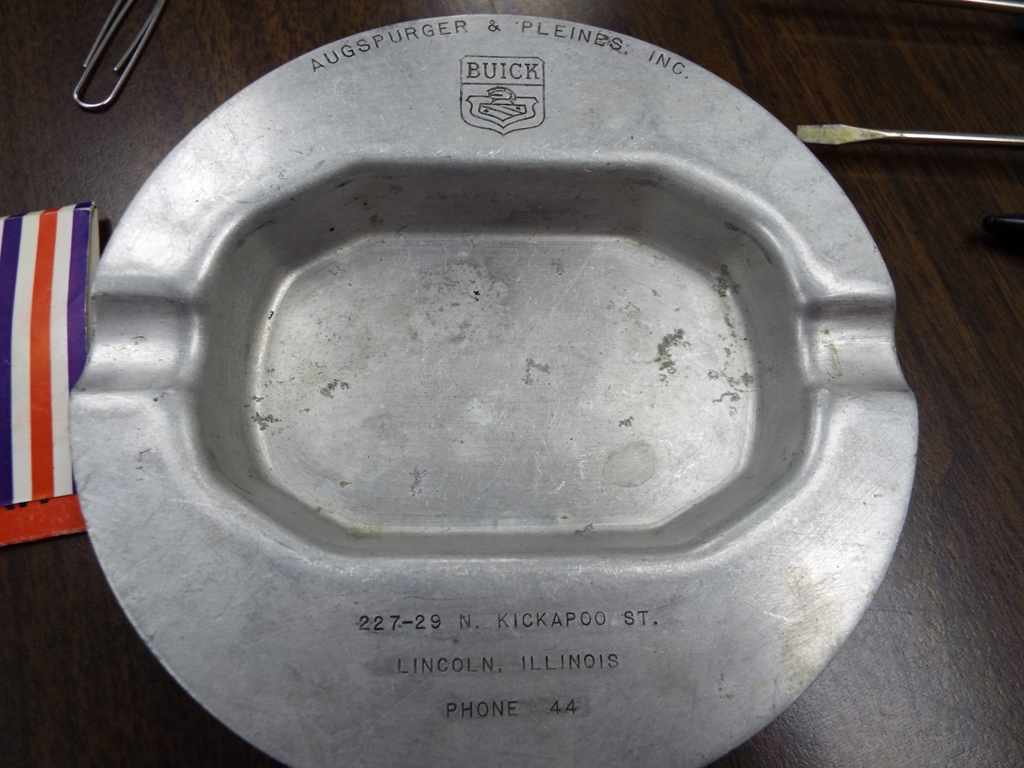 AUGSPURGER & PLEINES, INC.
BUICK
227-29 N. KICKAPOO ST.
LINCOLN, ILLINOIS
PHONE 44